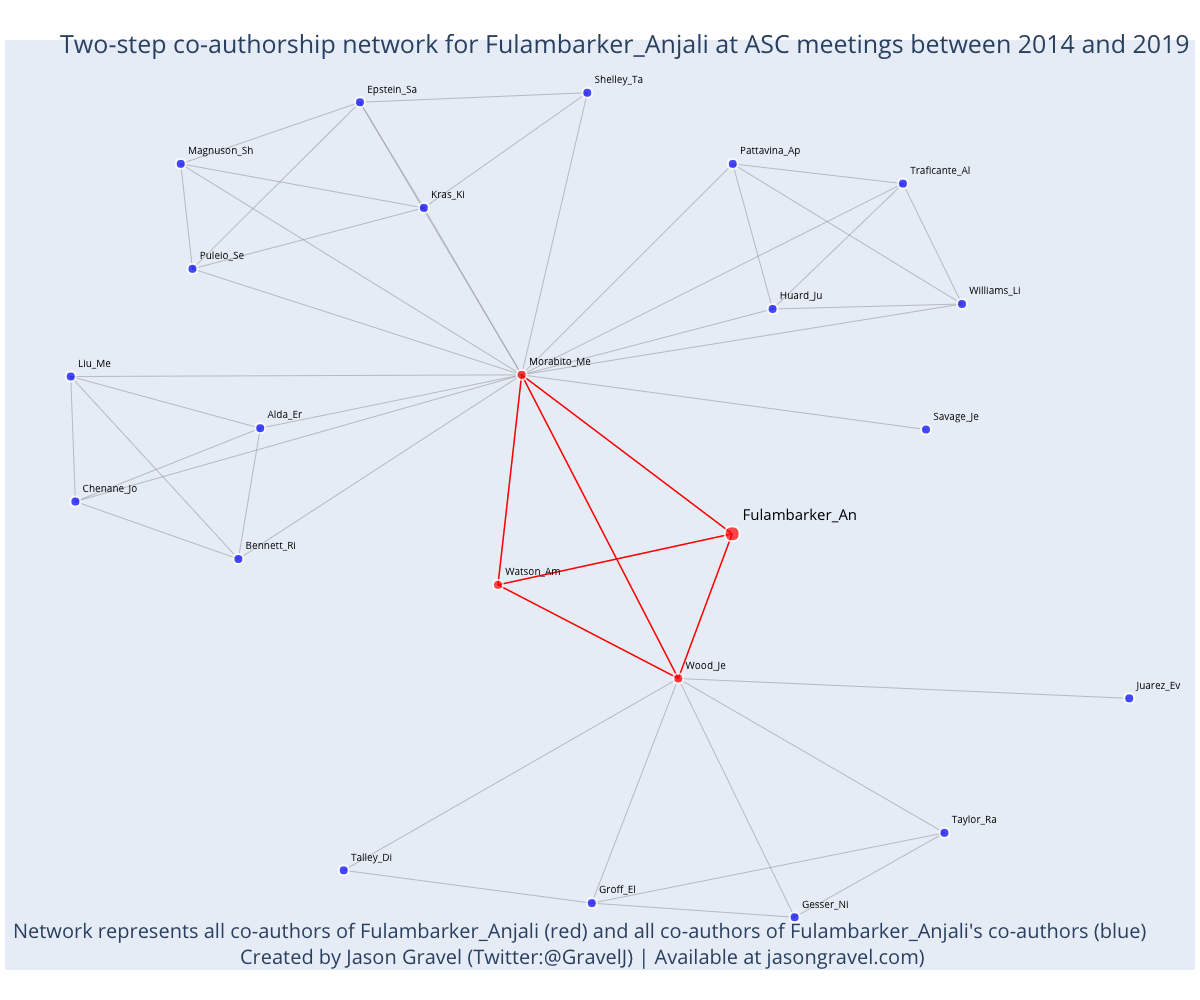 Two-step co-authorship network for Fulambarker_Anjali at ASC meetings between 2014 and 2019
Shelley_Ta
Epstein_Sa
Magnuson_Sh
Pattavina_Ap
Traficante_Al
Kras_Ki
Puleio_Se
Williams_Li
Huard_Ju
Morabito_Me
Liu_Me
Alda_Er
Savage_Je
Chenane_Jo
Fulambarker_An
Bennett_Ri
Watson_Am
Wood_Je
Juarez_Ev
Taylor_Ra
Talley_Di
Groff_El
Gesser_Ni
Network represents all co-authors of Fulambarker_Anjali (red) and all co-authors of Fulambarker_Anjali's co-authors (blue)
Created by Jason Gravel (Twitter:@GravelJ) | Available at jasongravel.com)